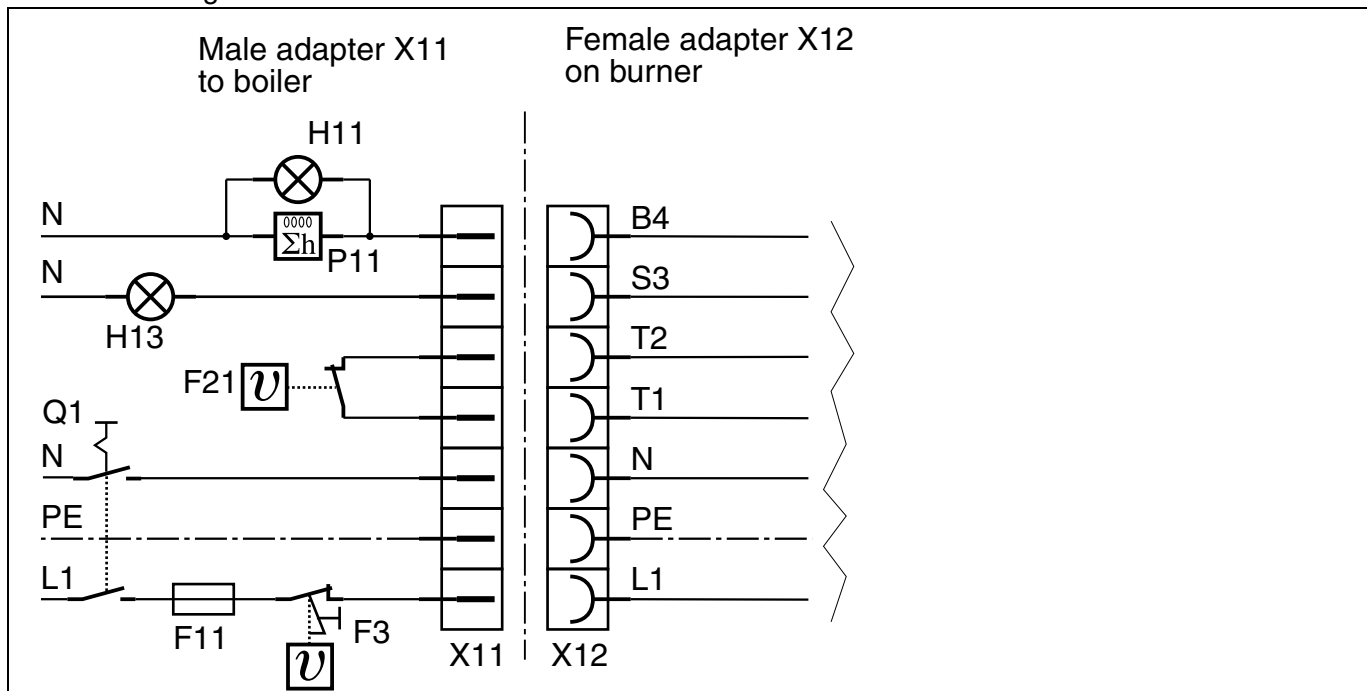 Male adapter X11
to boiler
Female adapter X12
on burner
H11
N
0000
Σh
P11
B4
N
H13
S3
F21
υ
T2
T1
Q1
N
N
PE
PE
L1
F11
υ
F3
L1
X11
X12